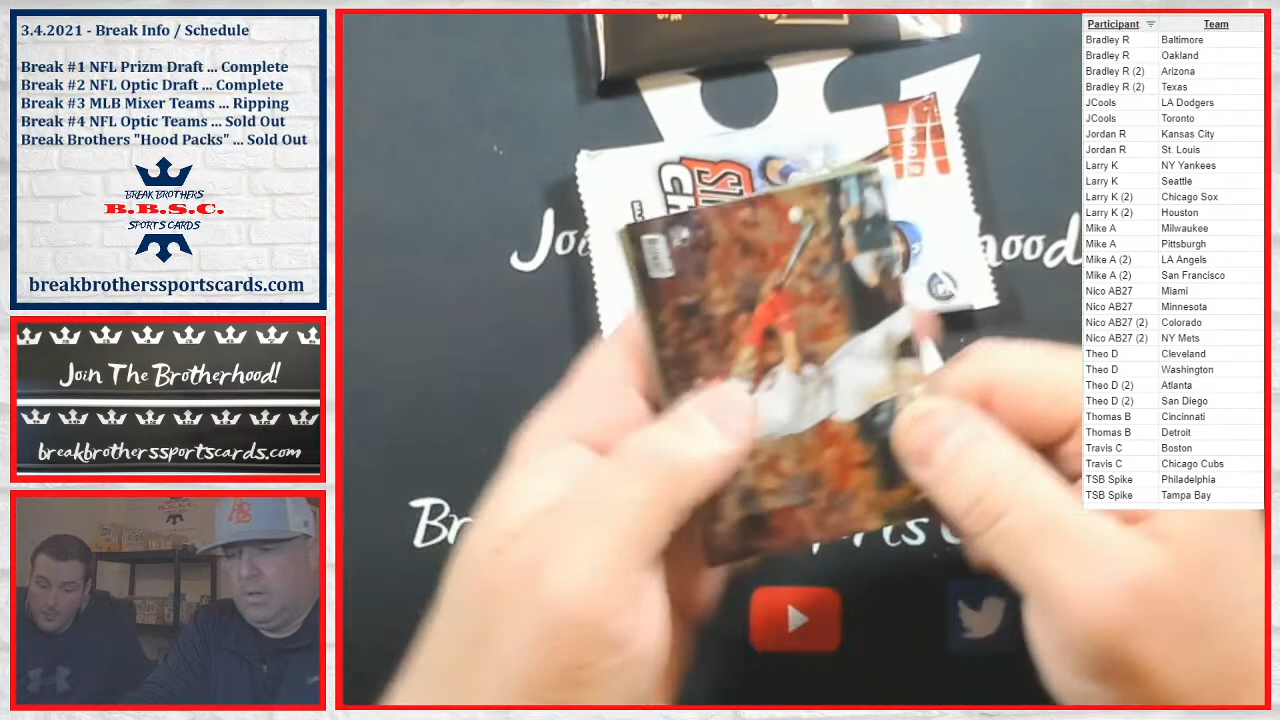 3.4.2021 - Break Info / Schedule
Break #1 NFL Prizm Draft ... Complete
Break #2 NFL Optic Draft ... Complete
Break #3 MLB Mixer Teams ... Ripping
Break #4 NFL Optic Teams ... Sold Out
Break Brothers "Hood Packs" ... Sold Out
BREAK BROTHERS
B.B.S.C.
SPORTS CARDS
breakbrotherssportscards.com
Join The Brotherhood!
breakbrotherssportscards.com
Joi
hood
Br
Participant Team
Bradley R Baltimore
Bradley R Oakland
Bradley R (2) Arizona
Bradley R (2) Texas
JCools LA Dodgers
JCools Toronto
Jordan R Kansas City
Jordan R St. Louis
Larry K NY Yankees
Larry K Seattle
Larry K (2) Chicago Sox
Larry K (2) Houston
Mike A Milwaukee
Mike A Pittsburgh
Mike A (2) LA Angels
Mike A (2) San Francisco
Nico AB27 Miami
Nico AB27 Minnesota
Nico AB27 (2) Colorado
Nico AB27 (2) NY Mets
Theo D Cleveland
Theo D Washington
Theo D (2) Atlanta
Theo D (2) San Diego
Thomas B Cincinnati
Thomas B Detroit
Travis C Boston
Travis C Chicago Cubs
TSB Spike Philadelphia
TSB Spike Tampa Bay